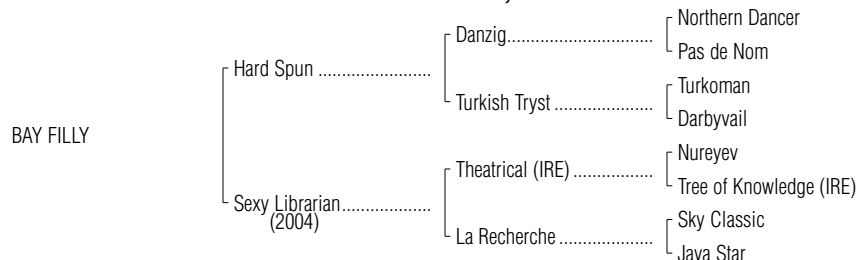 Northern Dancer
Danzig..............................
Pas de Nom
Hard Spun ........................
Turkoman
Turkish Tryst .....................
Darbyvail
BAY FILLY
Nureyev
Theatrical (IRE) .................
Tree of Knowledge (IRE)
Sexy Librarian...................
(2004)
Sky Classic
La Recherche ....................
Java Star